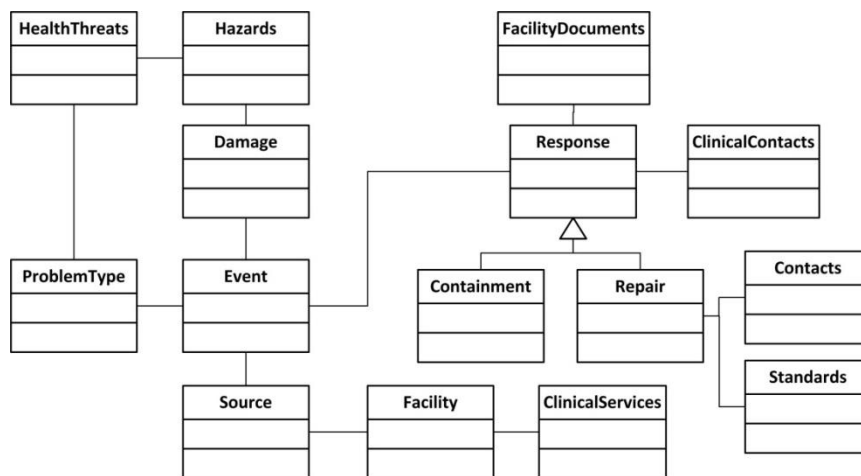 HealthThreats
Hazards
FacilityDocuments
Damage
Response
ClinicalContacts
ProblemType
Event
Containment
Repair
Contacts
Standards
Source
Facility
ClinicalServices